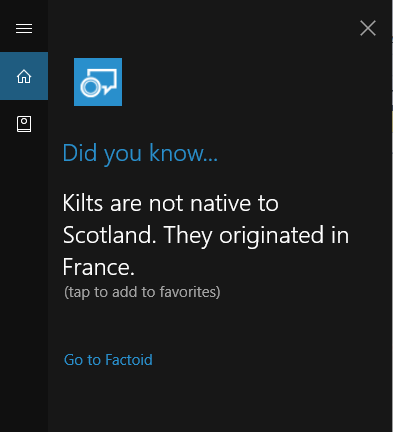 Did you know...
Kilts are not native to
Scotland. They originated in
France.
(tap to add to favorites)
Go to Factoid